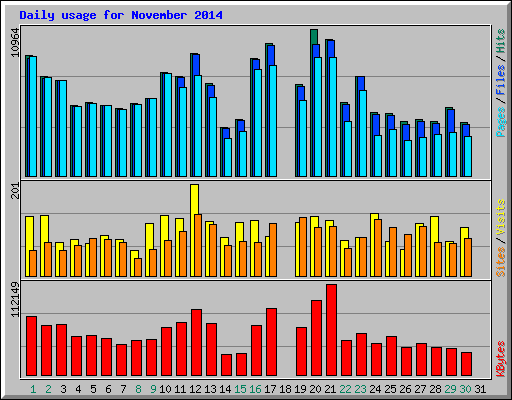 Daily usage for November 2014
10964
Pages / Files / Hits
201
Sites / Visits
112149
KBytes
1 2 3 4 5 6 7 8 9 10 11 12 13 14 15 16 17 18 19 20 21 22 23 24 25 26 27 28 29 30 31